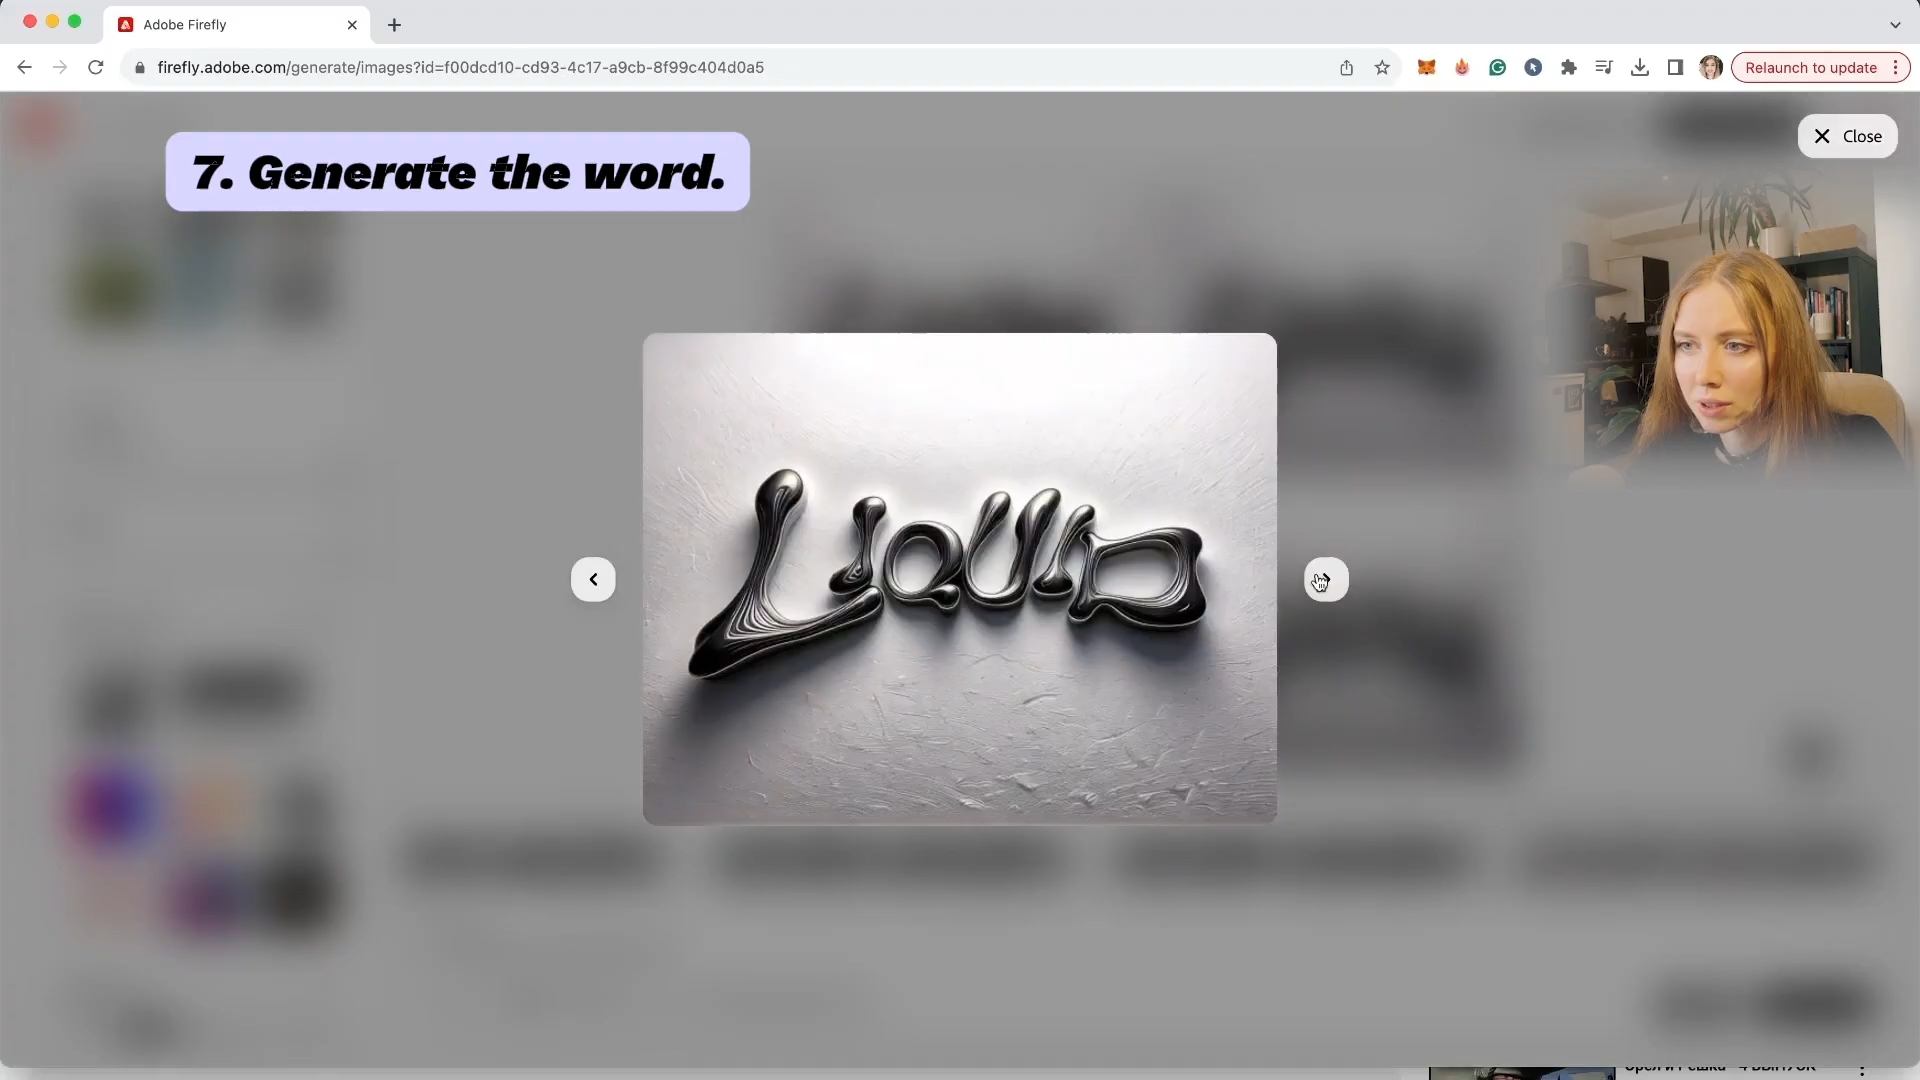 Adobe Firefly
firefly.adobe.com/generate/images?id=f00dcd10-cd93-4c17-a9cb-8f99c404d0a5
Relaunch to update
7. Generate the word.
Close
LIQUID